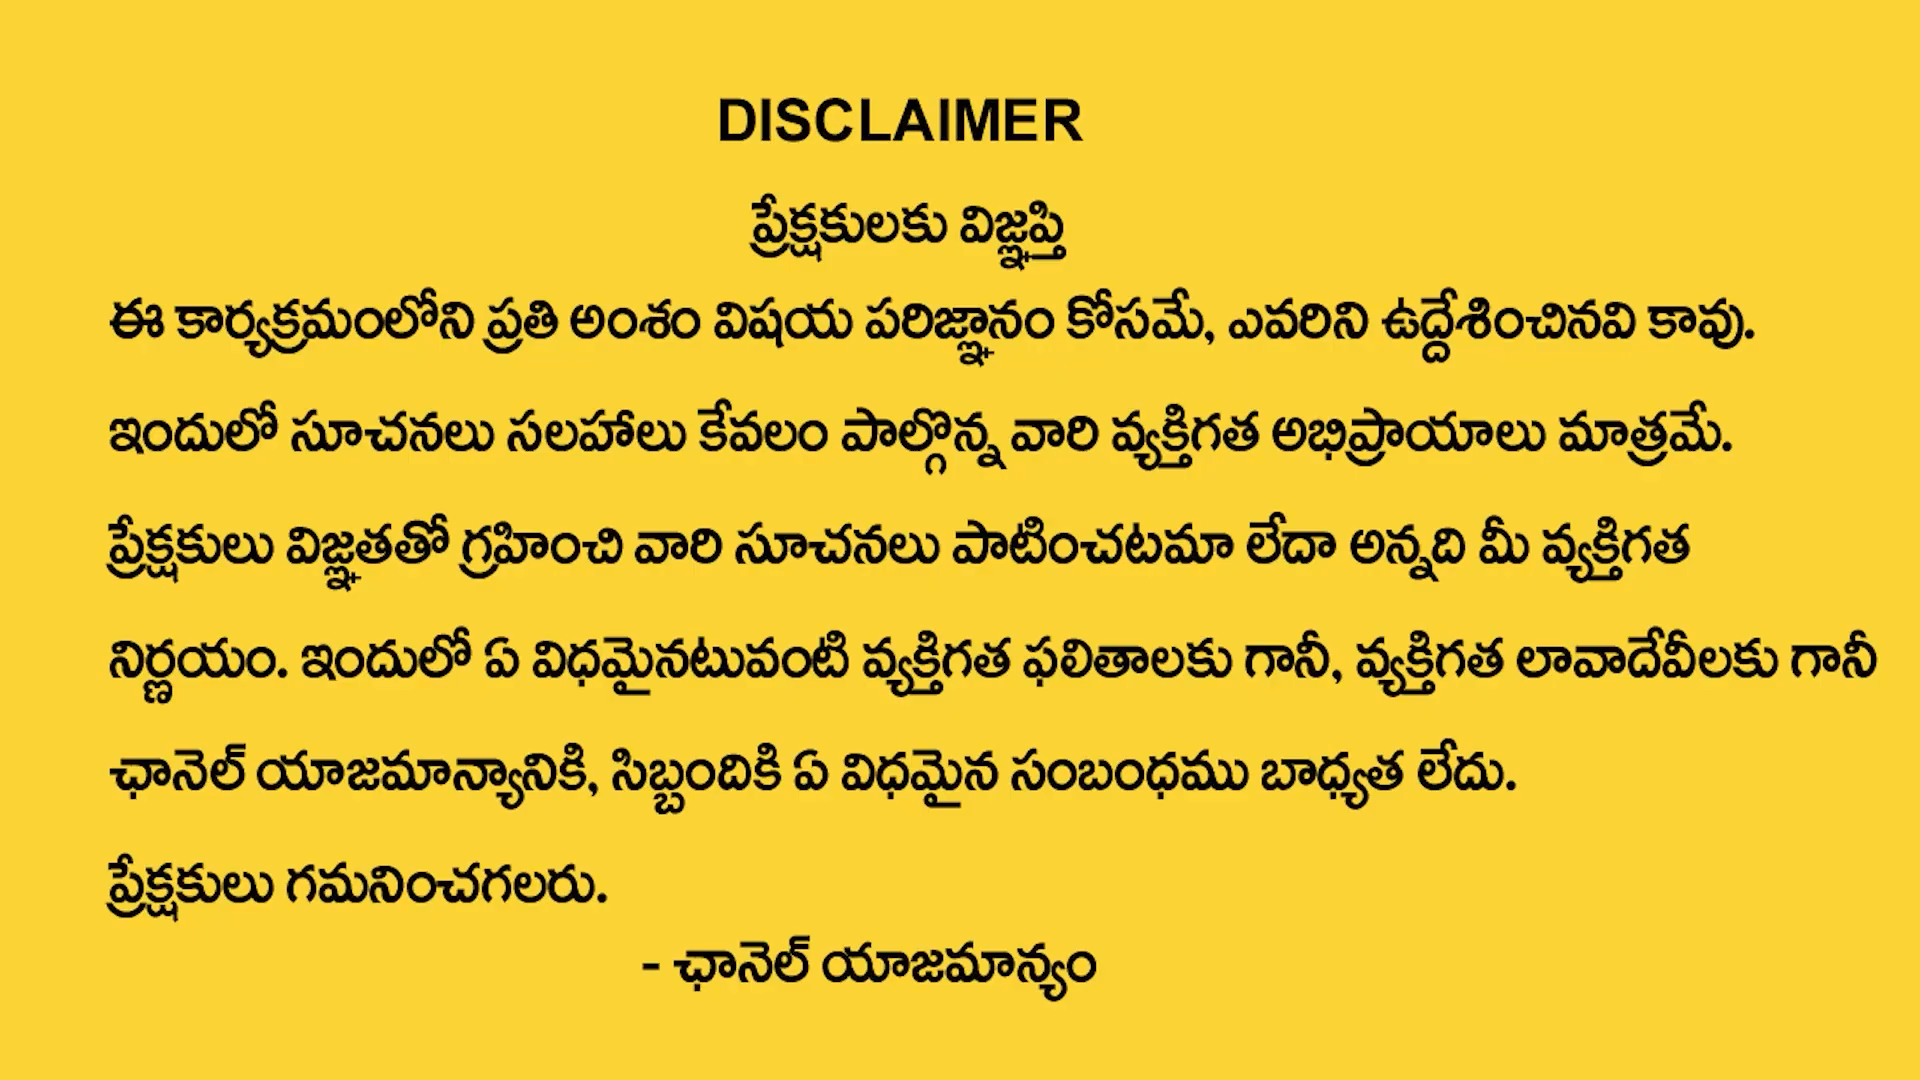 DISCLAIMER
ప్రేక్షకులకు విజ్ఞప్తి
ఈ కార్యక్రమంలోని ప్రతి అంశం విషయ పరిజ్ఞానం కోసమే, ఎవరిని ఉద్దేశించినవి కావు.
ఇందులో సూచనలు సలహాలు కేవలం పాల్గొన్న వారి వ్యక్తిగత అభిప్రాయాలు మాత్రమే.
ప్రేక్షకులు విజ్ఞతతో గ్రహించి వారి సూచనలు పాటించటమా లేదా అన్నది మీ వ్యక్తిగత
నిర్ణయం. ఇందులో ఏ విధమైనటువంటి వ్యక్తిగత ఫలితాలకు గానీ, వ్యక్తిగత లావాదేవీలకు గానీ
ఛానెల్ యాజమాన్యానికి, సిబ్బందికి ఏ విధమైన సంబంధము బాధ్యత లేదు.
ప్రేక్షకులు గమనించగలరు.
- ఛానెల్ యాజమాన్యం